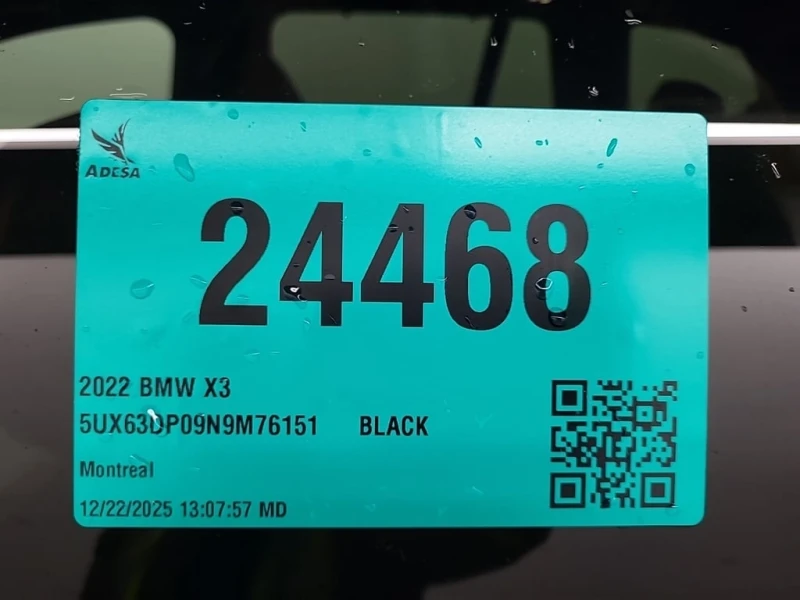 ADESA
24468
2022 BMW X3
5UX63DP09N9M76151 BLACK
Montreal
12/22/2025 13:07:57 MD